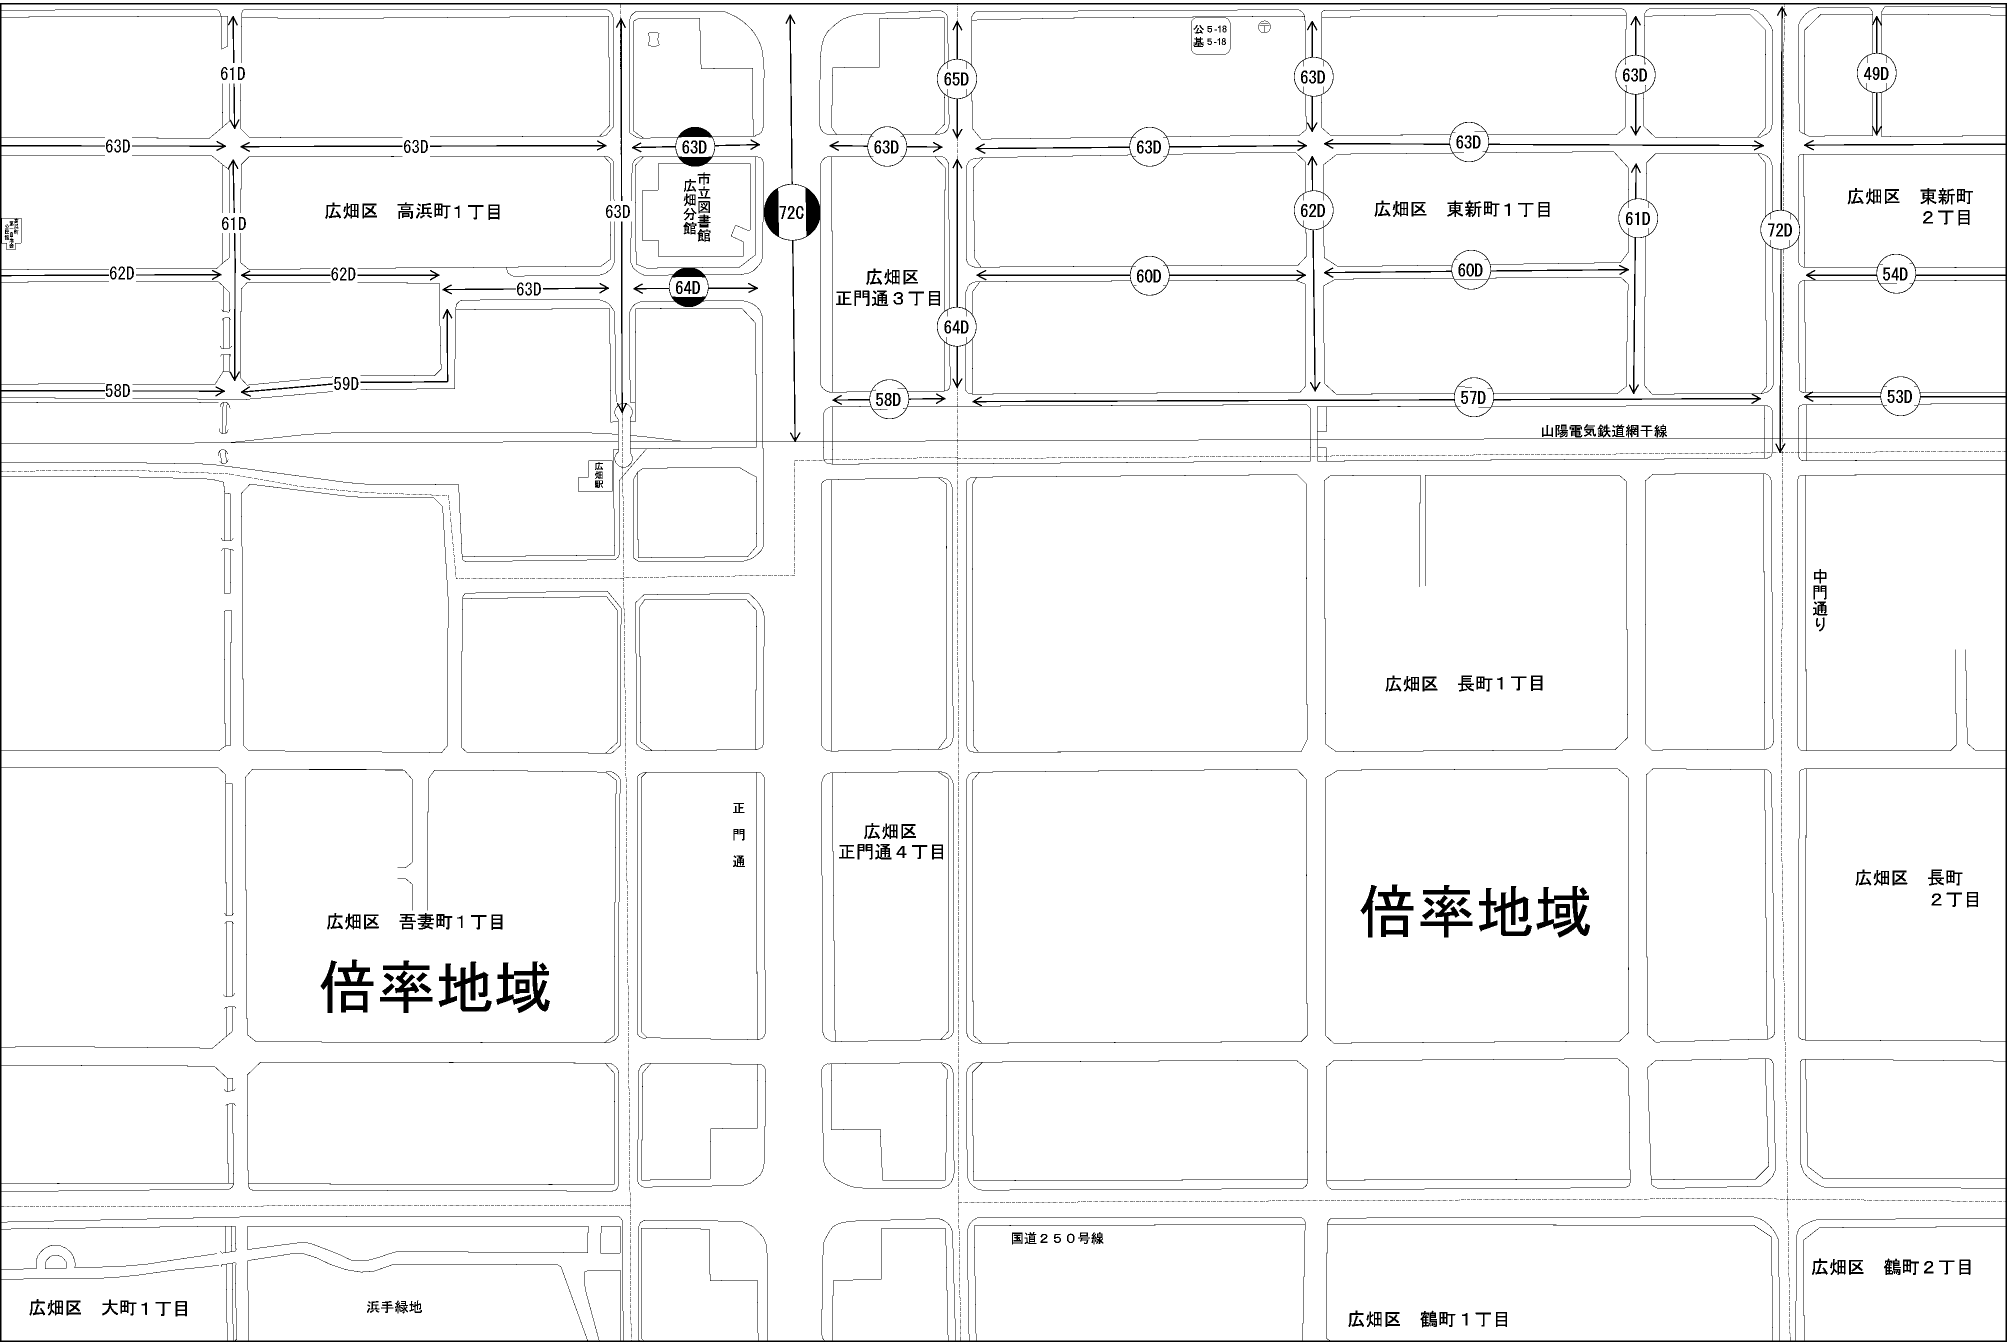 公 5-18
基 5-18
〒
61D
65D
63D
63D
49D
63D
63D
63D
63D
63D
63D
市立図書館
広畑分館
72C
広畑区 高浜町１丁目
61D
63D
62D
広畑区 東新町１丁目
61D
72D
広畑区 東新町
２丁目
62D
62D
63D
64D
広畑区
正門通３丁目
60D
60D
54D
64D
58D
59D
58D
57D
53D
山陽電気鉄道網干線
広畑駅
中門通り
広畑区 長町１丁目
正門通
広畑区
正門通４丁目
広畑区 長町
２丁目
広畑区 吾妻町１丁目
倍率地域
倍率地域
国道２５０号線
広畑区 鶴町２丁目
広畑区 大町１丁目
浜手緑地
広畑区 鶴町１丁目